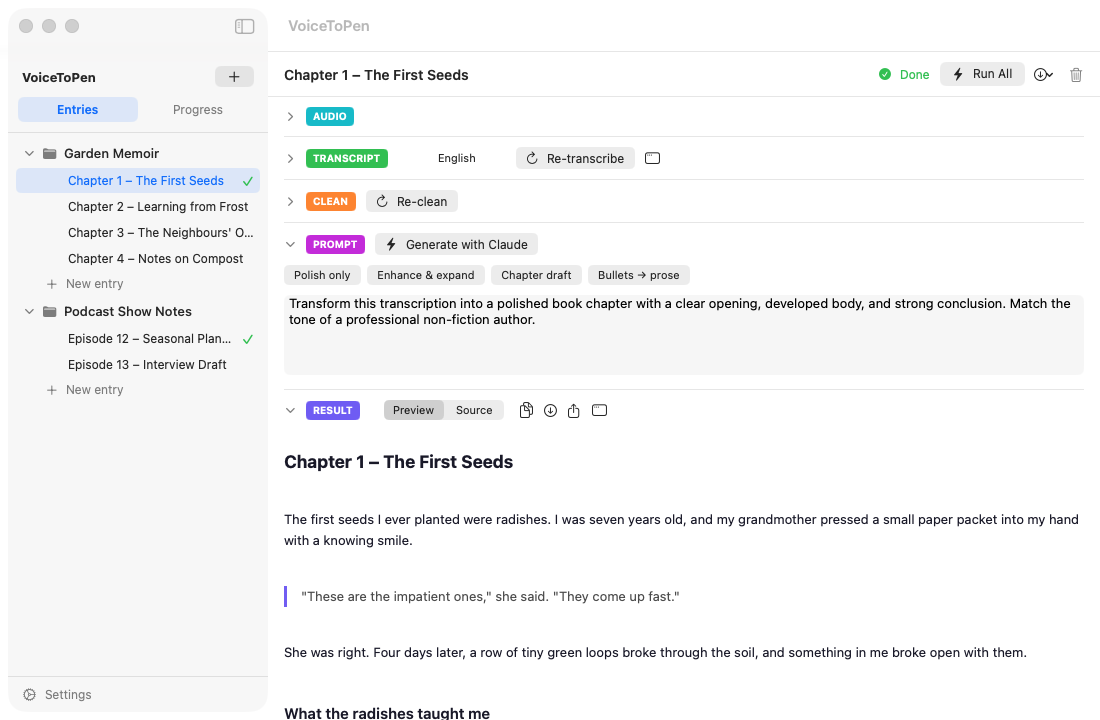 VoiceToPen
VoiceToPen
Entries
Progress
Garden Memoir
Chapter 1 – The First Seeds
Chapter 2 – Learning from Frost
Chapter 3 – The Neighbours' O...
Chapter 4 – Notes on Compost
New entry
Podcast Show Notes
Episode 12 – Seasonal Plan...
Episode 13 – Interview Draft
New entry
Settings
Chapter 1 – The First Seeds
Done
Run All
AUDIO
TRANSCRIPT English Re-transcribe
CLEAN Re-clean
PROMPT Generate with Claude
Polish only Enhance & expand Chapter draft Bullets → prose
Transform this transcription into a polished book chapter with a clear opening, developed body, and strong conclusion. Match the
tone of a professional non-fiction author.
RESULT Preview Source
Chapter 1 – The First Seeds
The first seeds I ever planted were radishes. I was seven years old, and my grandmother pressed a small paper packet into my hand
with a knowing smile.
"These are the impatient ones," she said. "They come up fast."
She was right. Four days later, a row of tiny green loops broke through the soil, and something in me broke open with them.
What the radishes taught me